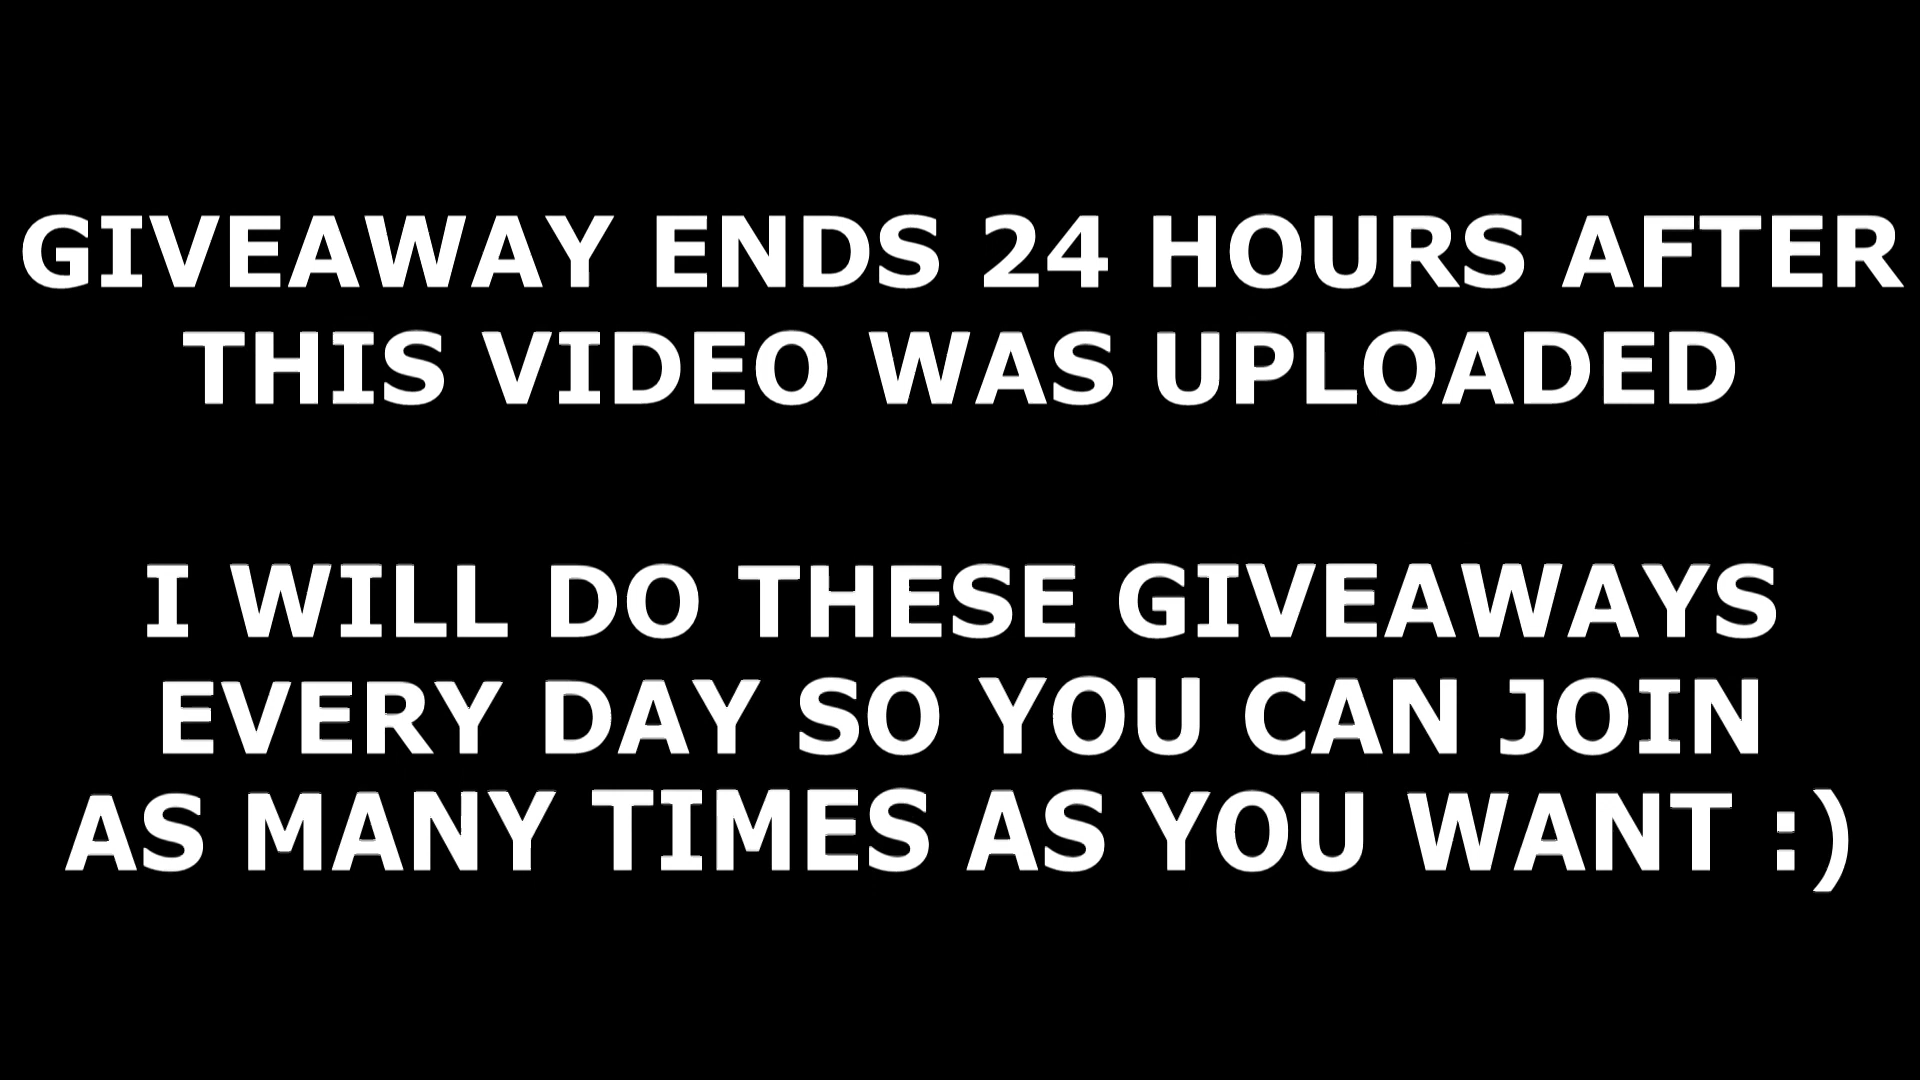 GIVEAWAY ENDS 24 HOURS AFTER
THIS VIDEO WAS UPLOADED
I WILL DO THESE GIVEAWAYS
EVERY DAY SO YOU CAN JOIN
AS MANY TIMES AS YOU WANT :)